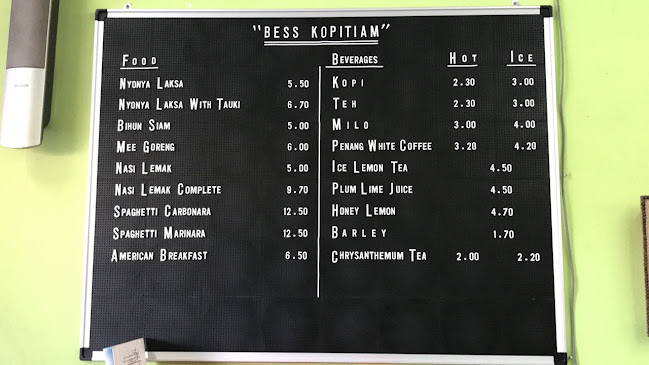 "BESS KOPITIAM"
FOOD
NYONYA LAKSA 5.50
NYONYA LAKSA WITH TAUKI 6.70
BIHUN SIAM 5.00
MEE GORENG 6.00
NASI LEMAK 5.00
NASI LEMAK COMPLETE 9.70
SPAGHETTI CARBONARA 12.50
SPAGHETTI MARINARA 12.50
AMERICAN BREAKFAST 6.50
BEVERAGES HOT ICE
KOPI 2.30 3.00
TEH 2.30 3.00
MILO 3.00 4.00
PENANG WHITE COFFEE 3.20 4.20
ICE LEMON TEA 4.50
PLUM LIME JUICE 4.50
HONEY LEMON 4.70
BARLEY 1.70
CHRYSANTHEMUM TEA 2.00 2.20